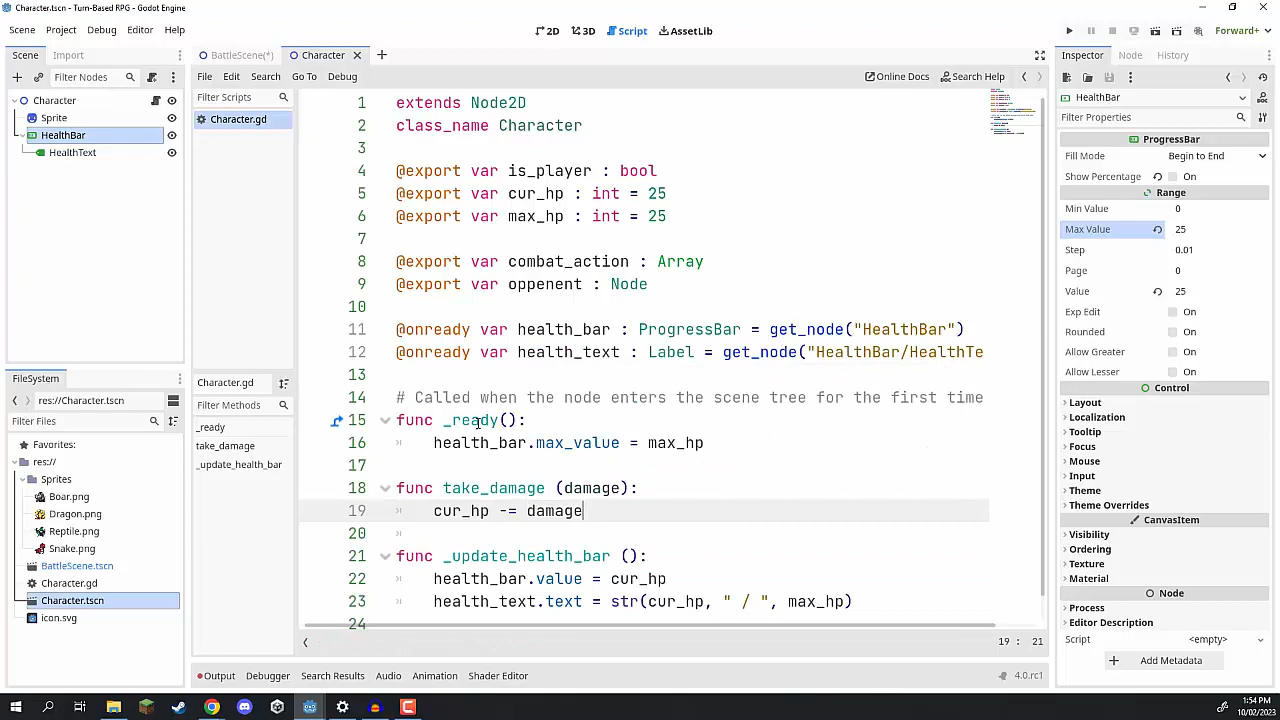 Character.tscn - Turn-Based RPG - Godot Engine
Scene Project Debug Editor Help
2D 3D Script AssetLib
Forward+
Scene Import
Filter Nodes
Character
Sprite
HealthBar
HealthText
FileSystem
res://Character.tscn
Filter Files
Favorites:
res://
Sprites
Boar.png
Dragon.png
Reptile.png
Snake.png
BattleScene.tscn
Character.gd
Character.tscn
icon.svg
BattleScene(*) Character
File Edit Search Go To Debug
Online Docs Search Help
Filter Scripts
Character.gd
Character.gd
Filter Methods
_ready
take_damage
_update_health_bar
1 extends Node2D
2 class_name Character
3
4 @export var is_player : bool
5 @export var cur_hp : int = 25
6 @export var max_hp : int = 25
7
8 @export var combat_action : Array
9 @export var oppenent : Node
10
11 @onready var health_bar : ProgressBar = get_node("HealthBar")
12 @onready var health_text : Label = get_node("HealthBar/HealthTe
13
14 # Called when the node enters the scene tree for the first time
15 func _ready():
16 health_bar.max_value = max_hp
17
18 func take_damage (damage):
19 cur_hp -= damage
20
21 func _update_health_bar ():
22 health_bar.value = cur_hp
23 health_text.text = str(cur_hp, " / ", max_hp)
24
19 : 21
Output Debugger Search Results Audio Animation Shader Editor
4.0.rc1
Inspector Node History
HealthBar
Filter Properties
ProgressBar
Fill Mode Begin to End
Show Percentage On
Range
Min Value 0
Max Value 25
Step 0.01
Page 0
Value 25
Exp Edit On
Rounded On
Allow Greater On
Allow Lesser On
Control
Layout
Localization
Tooltip
Focus
Mouse
Input
Theme
Theme Overrides
CanvasItem
Visibility
Ordering
Texture
Material
Node
Process
Editor Description
Script <empty>
Add Metadata
1:54 PM
10/02/2023